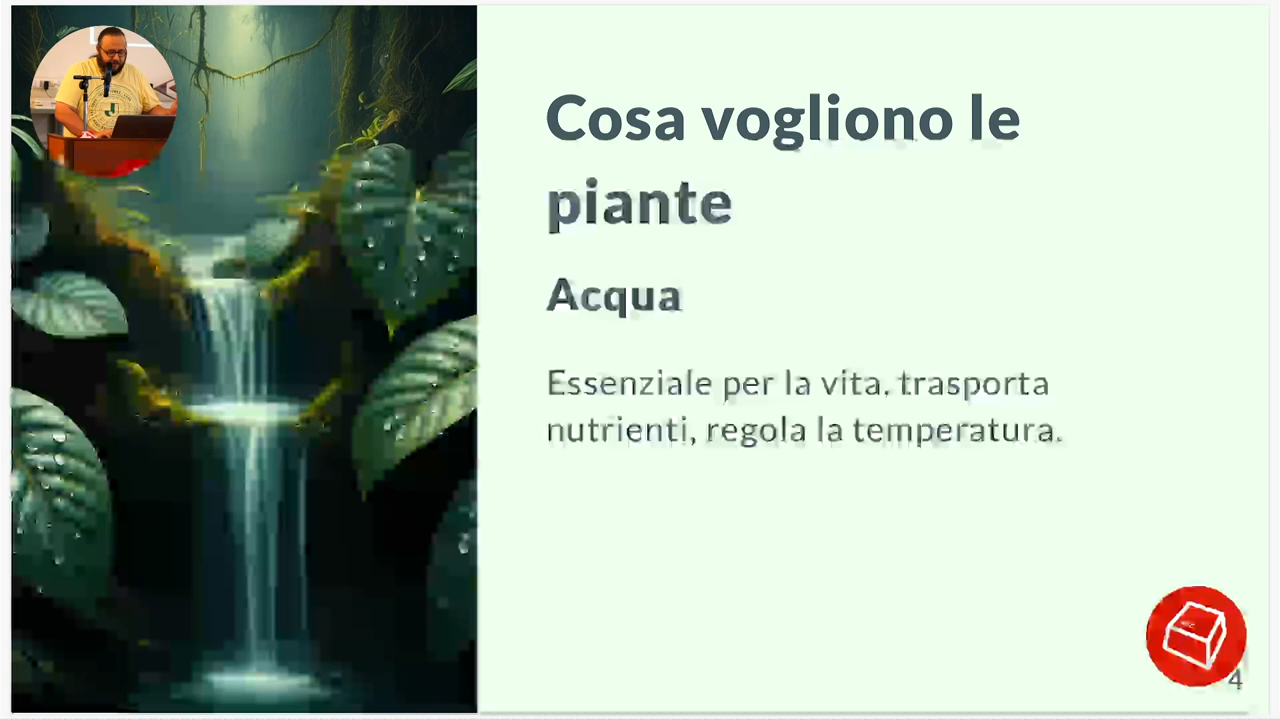 Cosa vogliono le
piante
Acqua
Essenziale per la vita, trasporta
nutrienti, regola la temperatura.
4